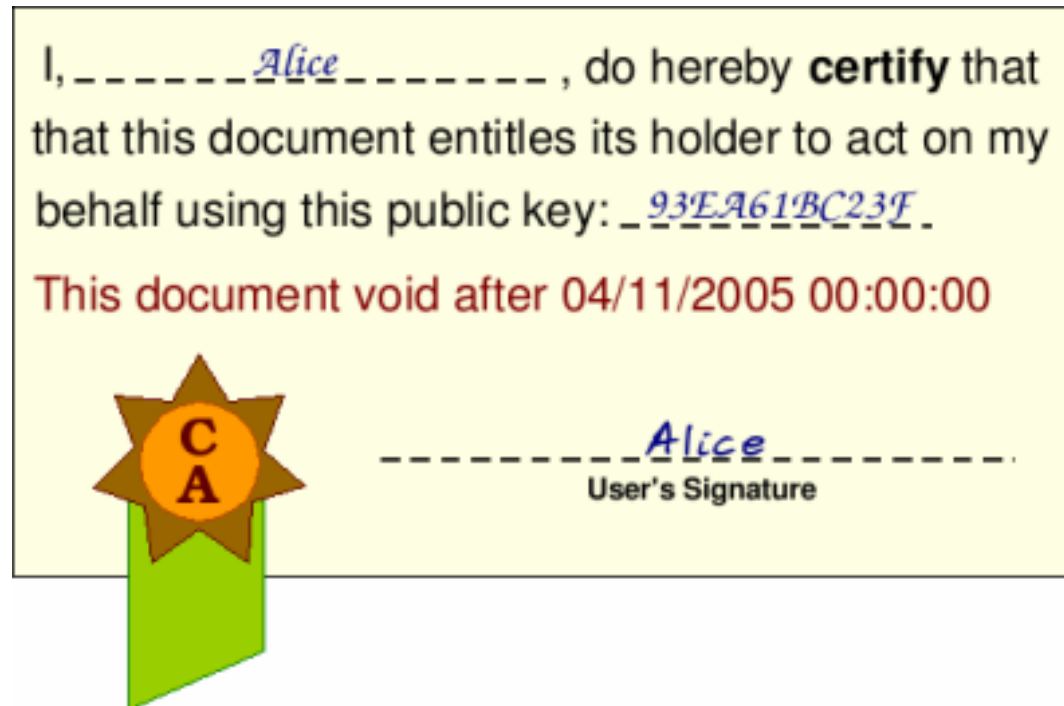 I, Alice, do hereby certify that
that this document entitles its holder to act on my
behalf using this public key: 93EA61BC23F.
This document void after 04/11/2005 00:00:00
C
A
Alice
User's Signature